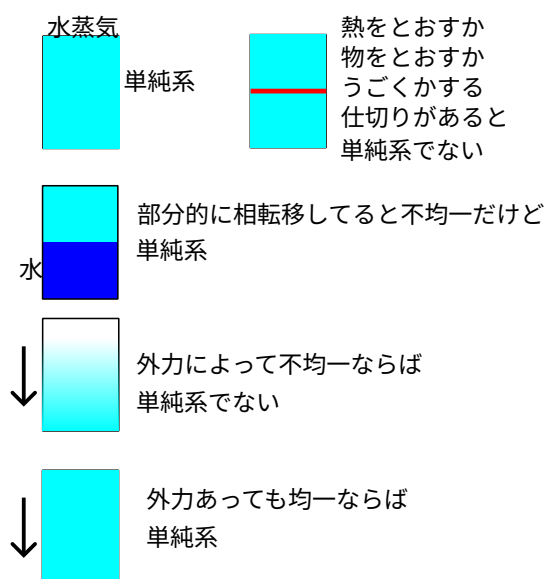 水蒸気
単純系
熱をとおすか
物をとおすか
うごくかする
仕切りがあると
単純系でない
部分的に相転移してると不均一だけど
単純系
水
外力によって不均一ならば
単純系でない
外力あっても均一ならば
単純系